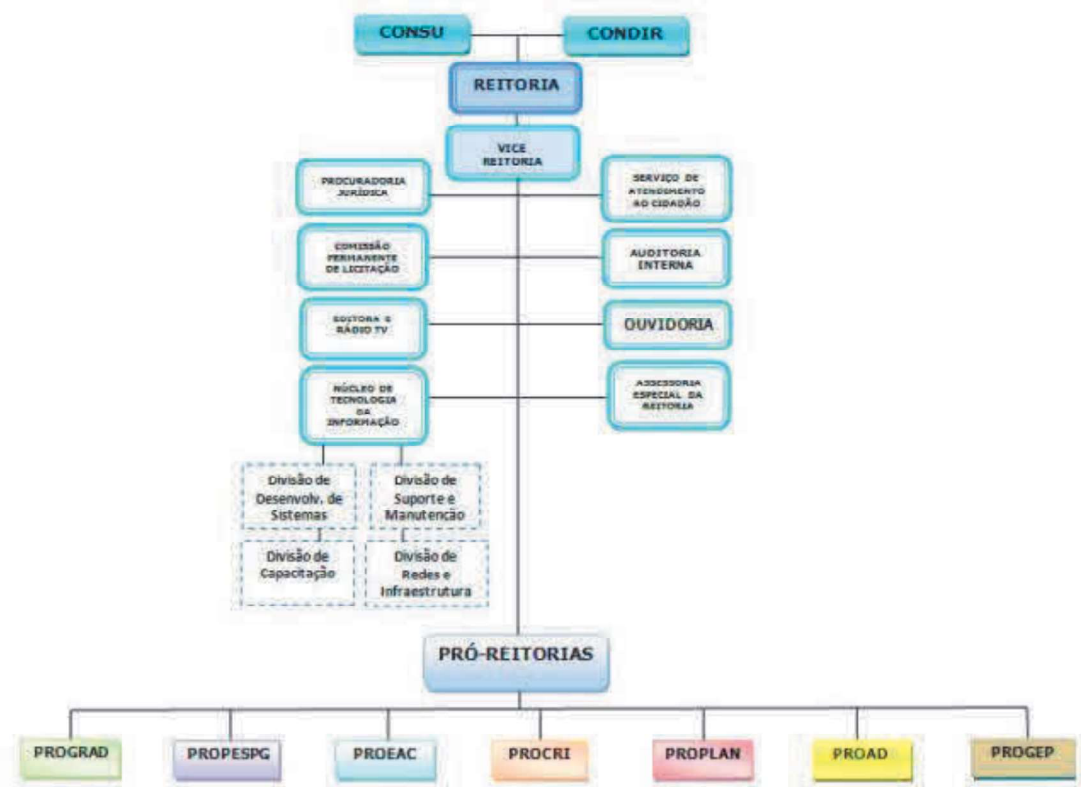 CONSU
CONDIR
REITORIA
VICE
REITORIA
PROCURADORIA
JURÍDICA
SERVIÇO DE
ATENDIMENTO
AO CIDADÃO
COMISSÃO
PERMANENTE
DE LICITAÇÃO
AUDITORIA
INTERNA
EDITORA E
RÁDIO TV
OUVIDORIA
NÚCLEO DE
TECNOLOGIA
DA
INFORMAÇÃO
ASSESSORIA
ESPECIAL DA
REITORIA
Divisão de
Desenvolv. de
Sistemas
Divisão de
Suporte e
Manutenção
Divisão de
Capacitação
Divisão de
Redes e
Infraestrutura
PRÓ-REITORIAS
PROGRAD
PROPESPG
PROEAC
PROCRI
PROPLAN
PROAD
PROGEP